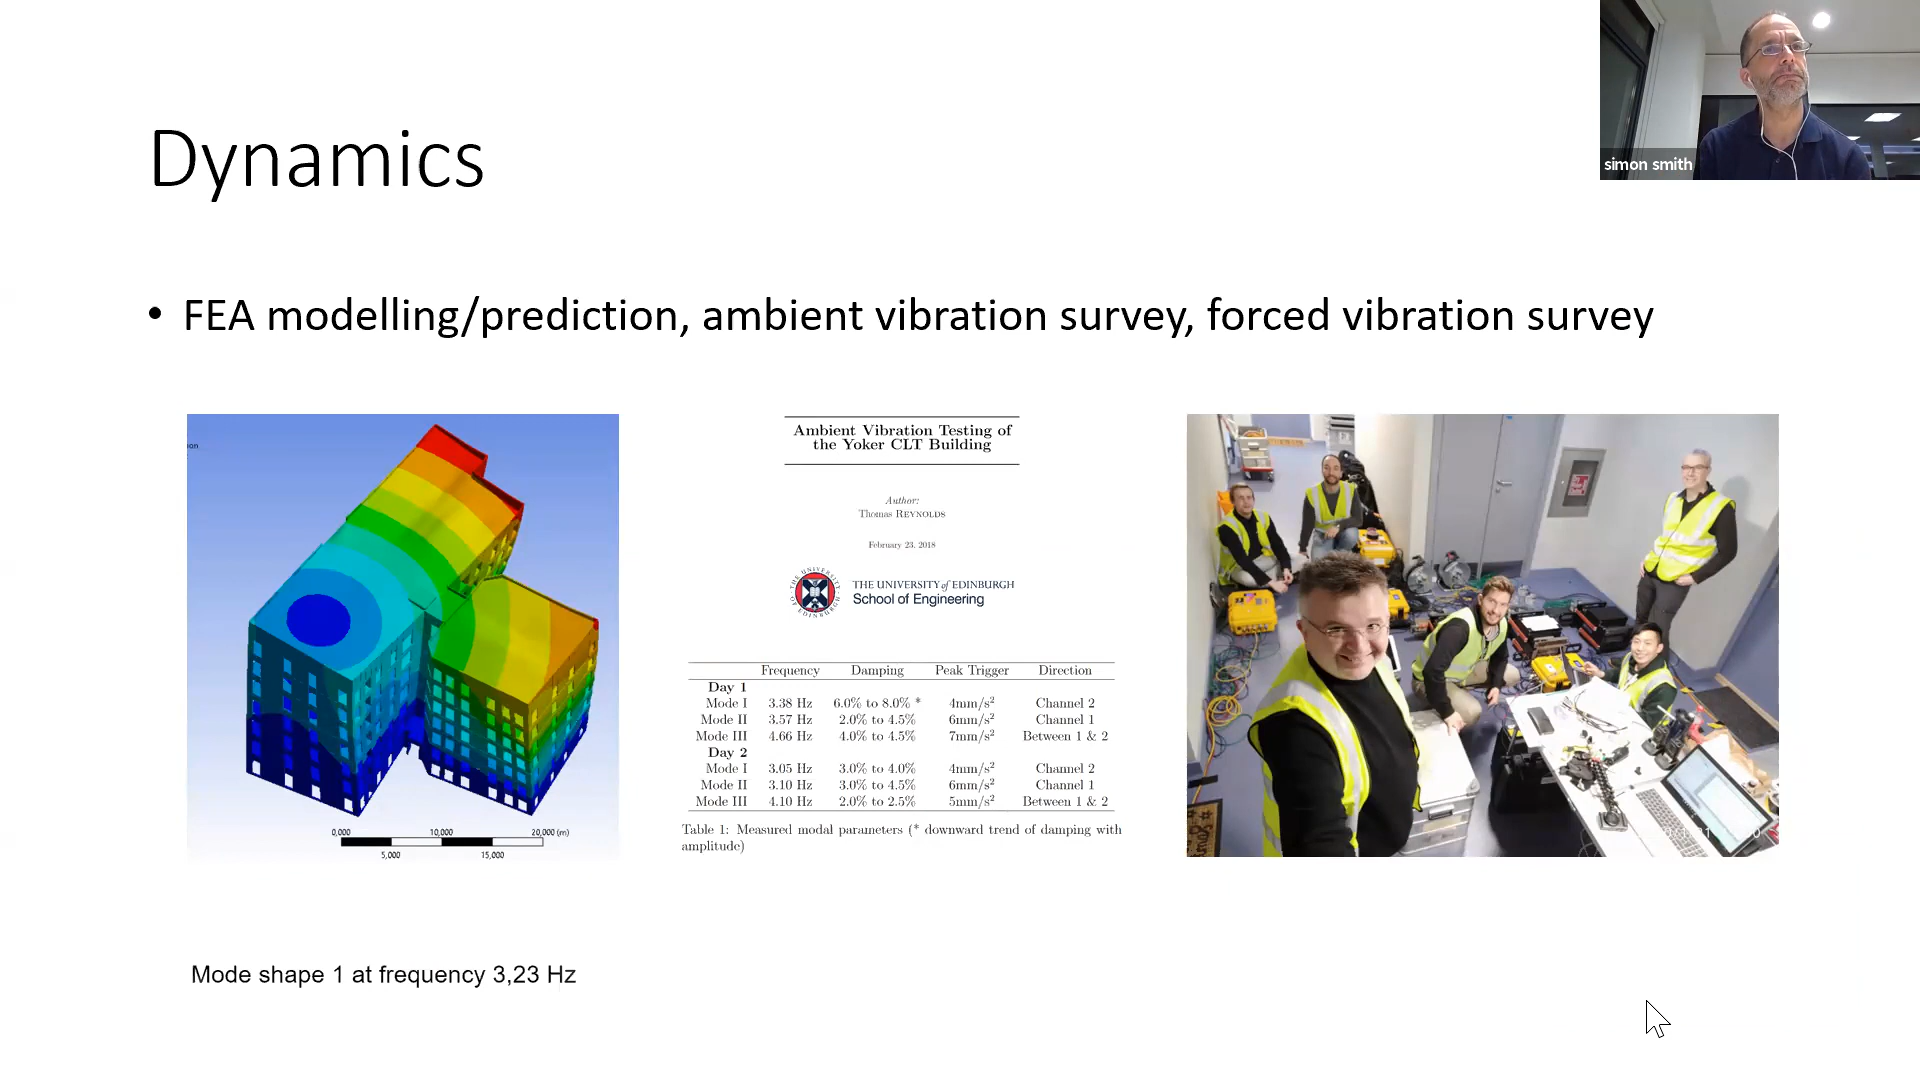 simon smith
Dynamics
• FEA modelling/prediction, ambient vibration survey, forced vibration survey
on
0,000 10,000 20,000 (m)
5,000 15,000
Ambient Vibration Testing of
the Yoker CLT Building
Author:
Thomas REYNOLDS
February 23, 2018
THE UNIVERSITY of EDINBURGH
School of Engineering
Frequency Damping Peak Trigger Direction
Day 1
Mode I 3.38 Hz 6.0% to 8.0% * 4mm/s² Channel 2
Mode II 3.57 Hz 2.0% to 4.5% 6mm/s² Channel 1
Mode III 4.66 Hz 4.0% to 4.5% 7mm/s² Between 1 & 2
Day 2
Mode I 3.05 Hz 3.0% to 4.0% 4mm/s² Channel 2
Mode II 3.10 Hz 3.0% to 4.5% 6mm/s² Channel 1
Mode III 4.10 Hz 2.0% to 2.5% 5mm/s² Between 1 & 2
Table 1: Measured modal parameters (* downward trend of damping with
amplitude)
Mode shape 1 at frequency 3,23 Hz